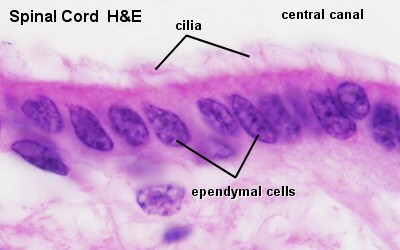 Spinal Cord H&E
central canal
cilia
ependymal cells